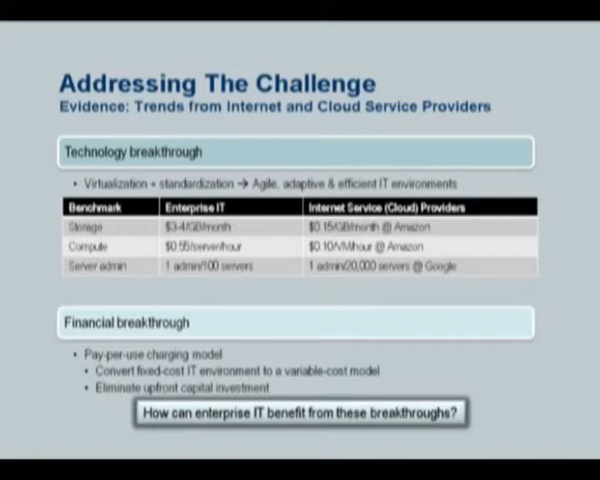 Addressing The Challenge
Evidence: Trends from Internet and Cloud Service Providers
Technology breakthrough
• Virtualization + standardization → Agile, adaptive & efficient IT environments
Benchmark Enterprise IT Internet Service (Cloud) Providers
Storage $3-4/GB/month $0.15/GB/month @ Amazon
Compute $0.55/server/hour $0.10/VM/hour @ Amazon
Server admin 1 admin/100 servers 1 admin/20,000 servers @ Google
Financial breakthrough
• Pay-per-use charging model
• Convert fixed-cost IT environment to a variable-cost model
• Eliminate upfront capital investment
How can enterprise IT benefit from these breakthroughs?